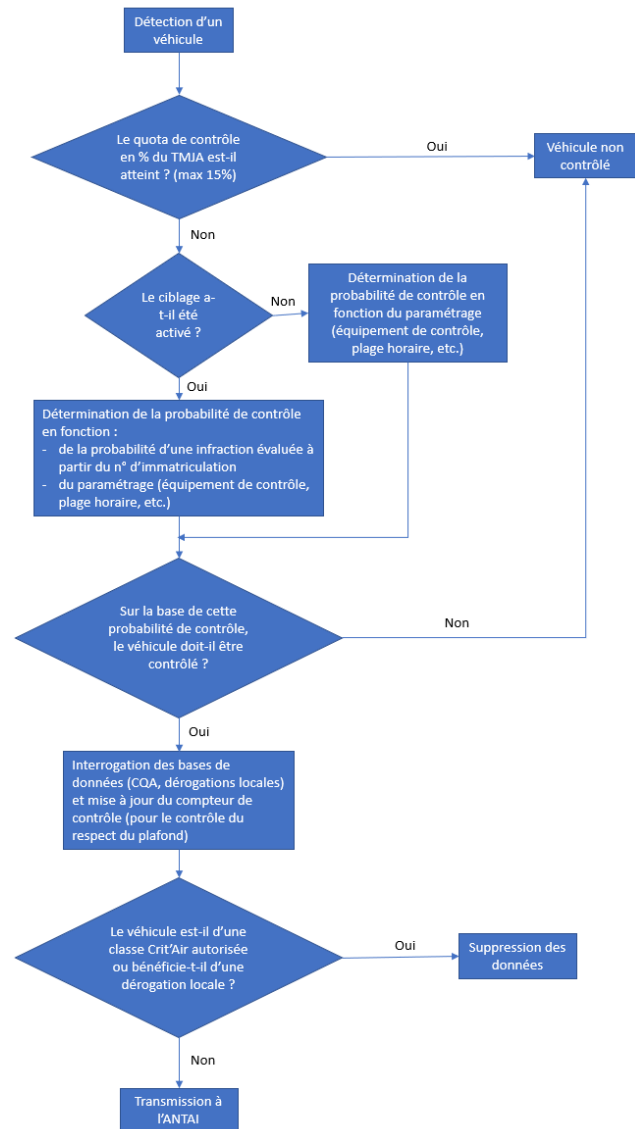 Détection d'un
véhicule
Le quota de contrôle
en % du TMJA est-il
atteint ? (max 15%)
Oui
Véhicule non
contrôlé
Non
Le ciblage a-
t-il été
activé ?
Non
Détermination de la
probabilité de contrôle en
fonction du paramétrage
(équipement de contrôle,
plage horaire, etc.)
Oui
Détermination de la probabilité de contrôle
en fonction :
- de la probabilité d'une infraction évaluée à
partir du n° d'immatriculation
- du paramétrage (équipement de contrôle,
plage horaire, etc.)
Sur la base de cette
probabilité de contrôle,
le véhicule doit-il être
contrôlé ?
Non
Oui
Interrogation des bases de
données (CQA, dérogations locales)
et mise à jour du compteur de
contrôle (pour le contrôle du
respect du plafond)
Le véhicule est-il d'une
classe Crit'Air autorisée
ou bénéficie-t-il d'une
dérogation locale ?
Oui
Suppression des
données
Non
Transmission à
l'ANTAI